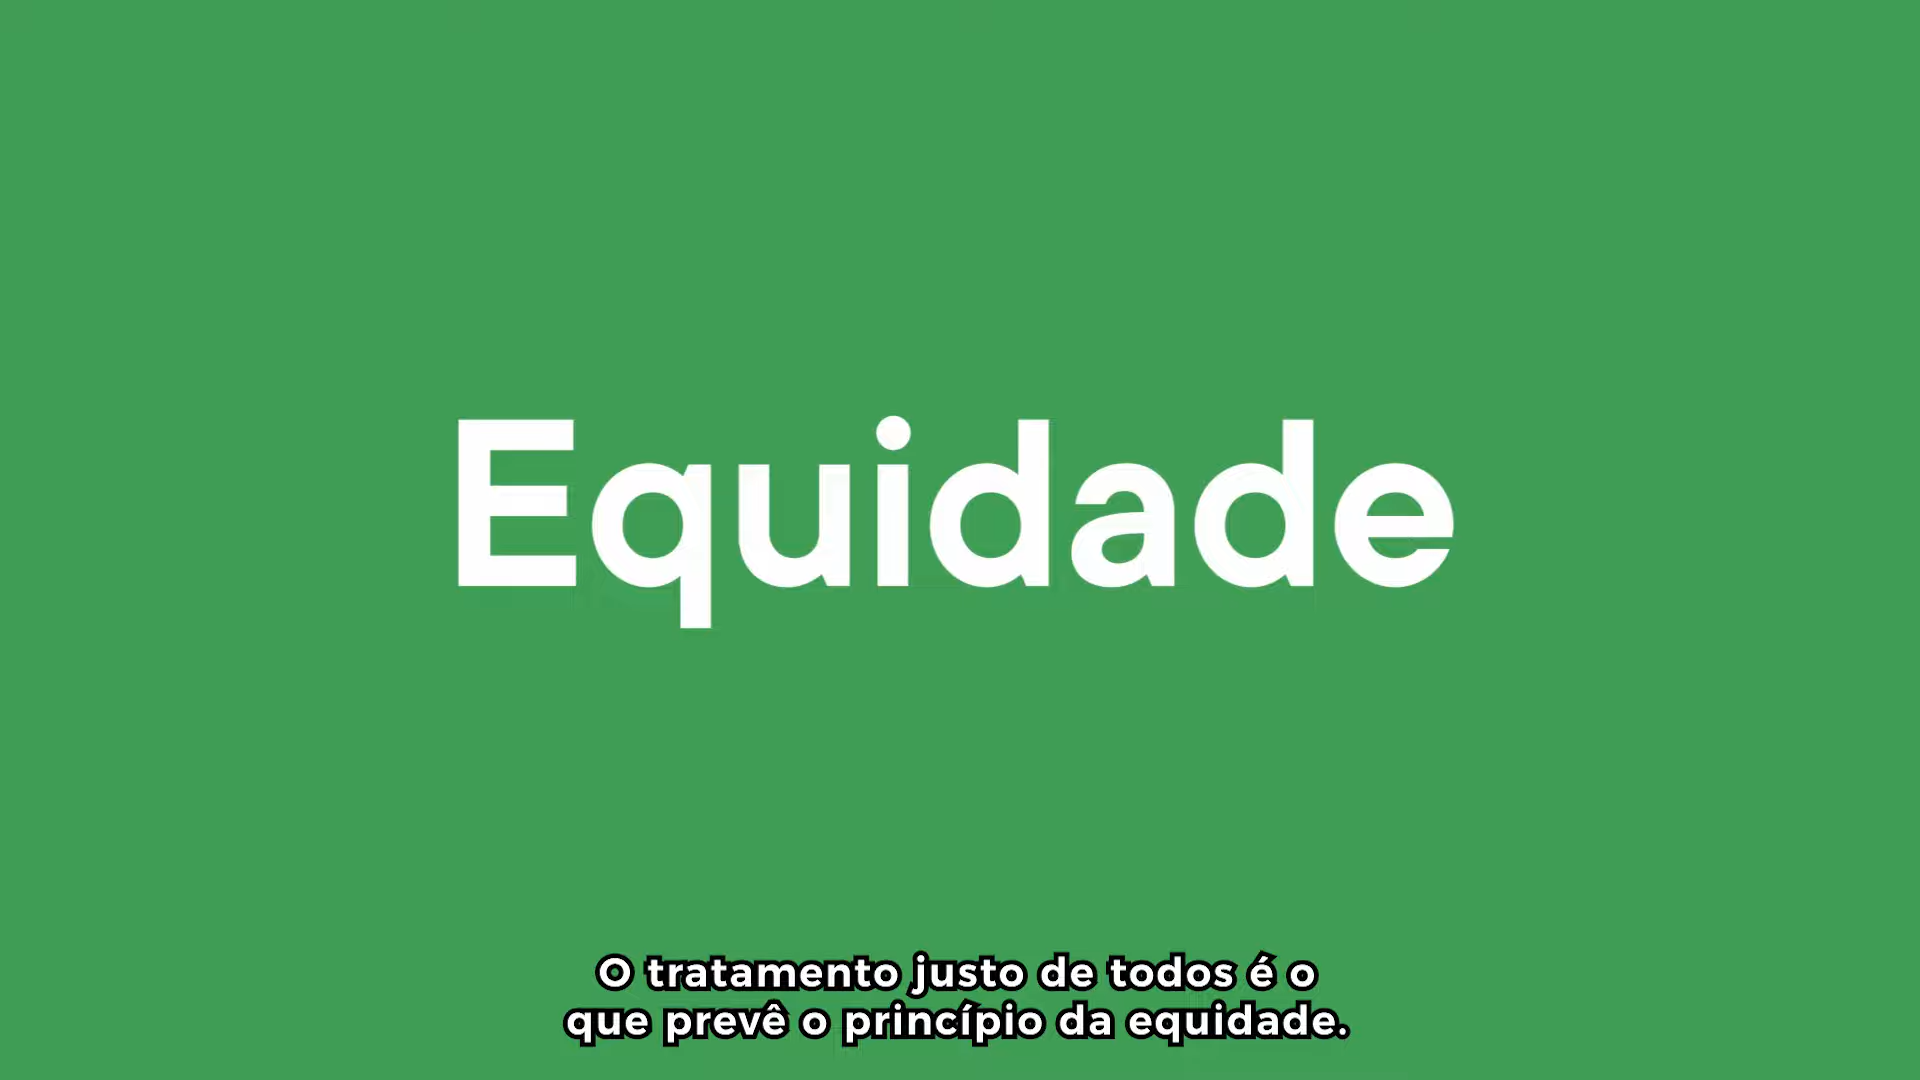 Equidade
O tratamento justo de todos é o
que prevê o princípio da equidade.